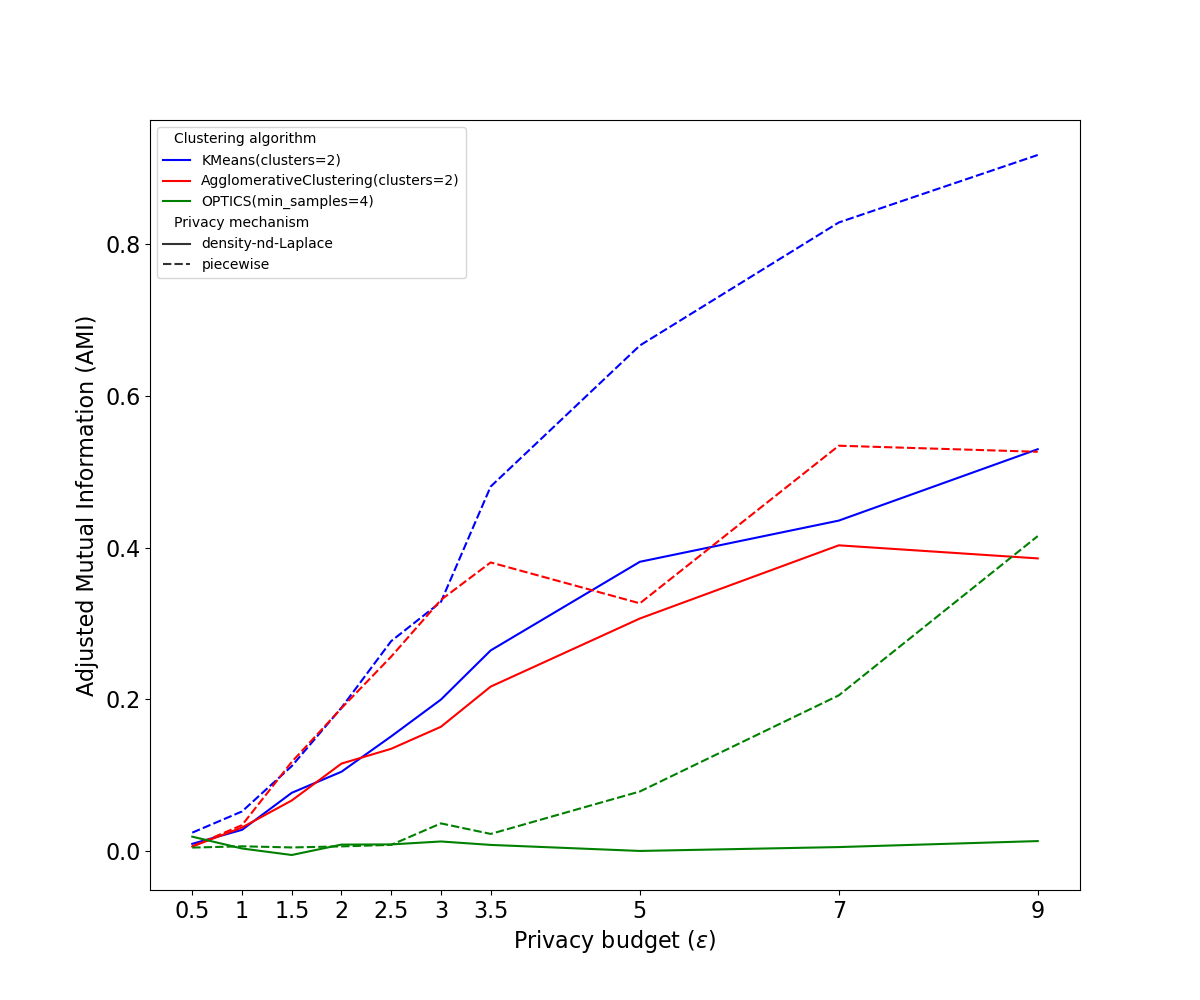 Clustering algorithm
KMeans(clusters=2)
AgglomerativeClustering(clusters=2)
OPTICS(min_samples=4)
Privacy mechanism
density-nd-Laplace
piecewise
Adjusted Mutual Information (AMI)
0.8
0.6
0.4
0.2
0.0
0.5 1 1.5 2 2.5 3 3.5 5 7 9
Privacy budget (ε)